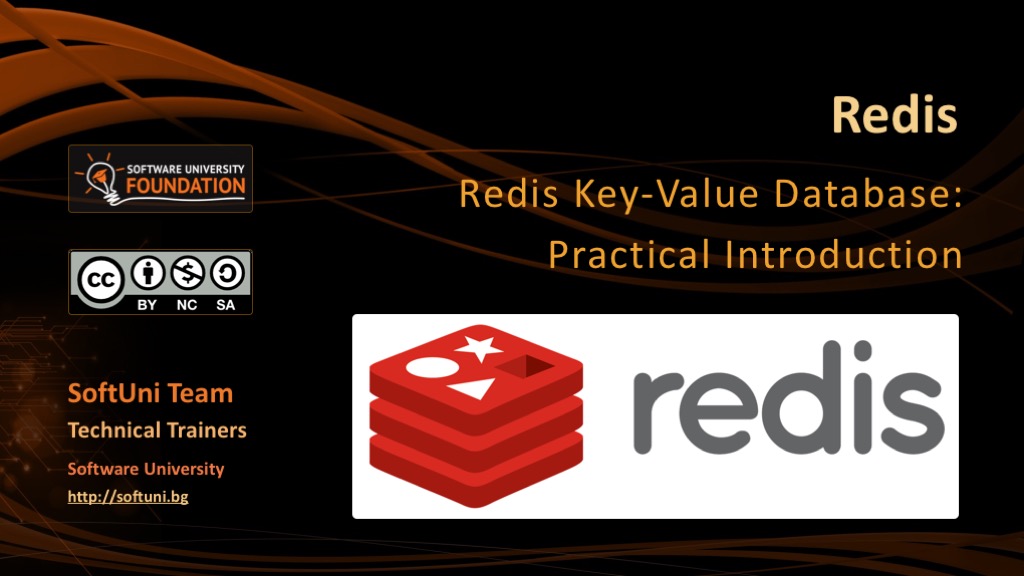 Redis
Redis Key-Value Database:
Practical Introduction
SOFTWARE UNIVERSITY
FOUNDATION
cc
BY NC SA
SoftUni Team
Technical Trainers
Software University
http://softuni.bg
redis